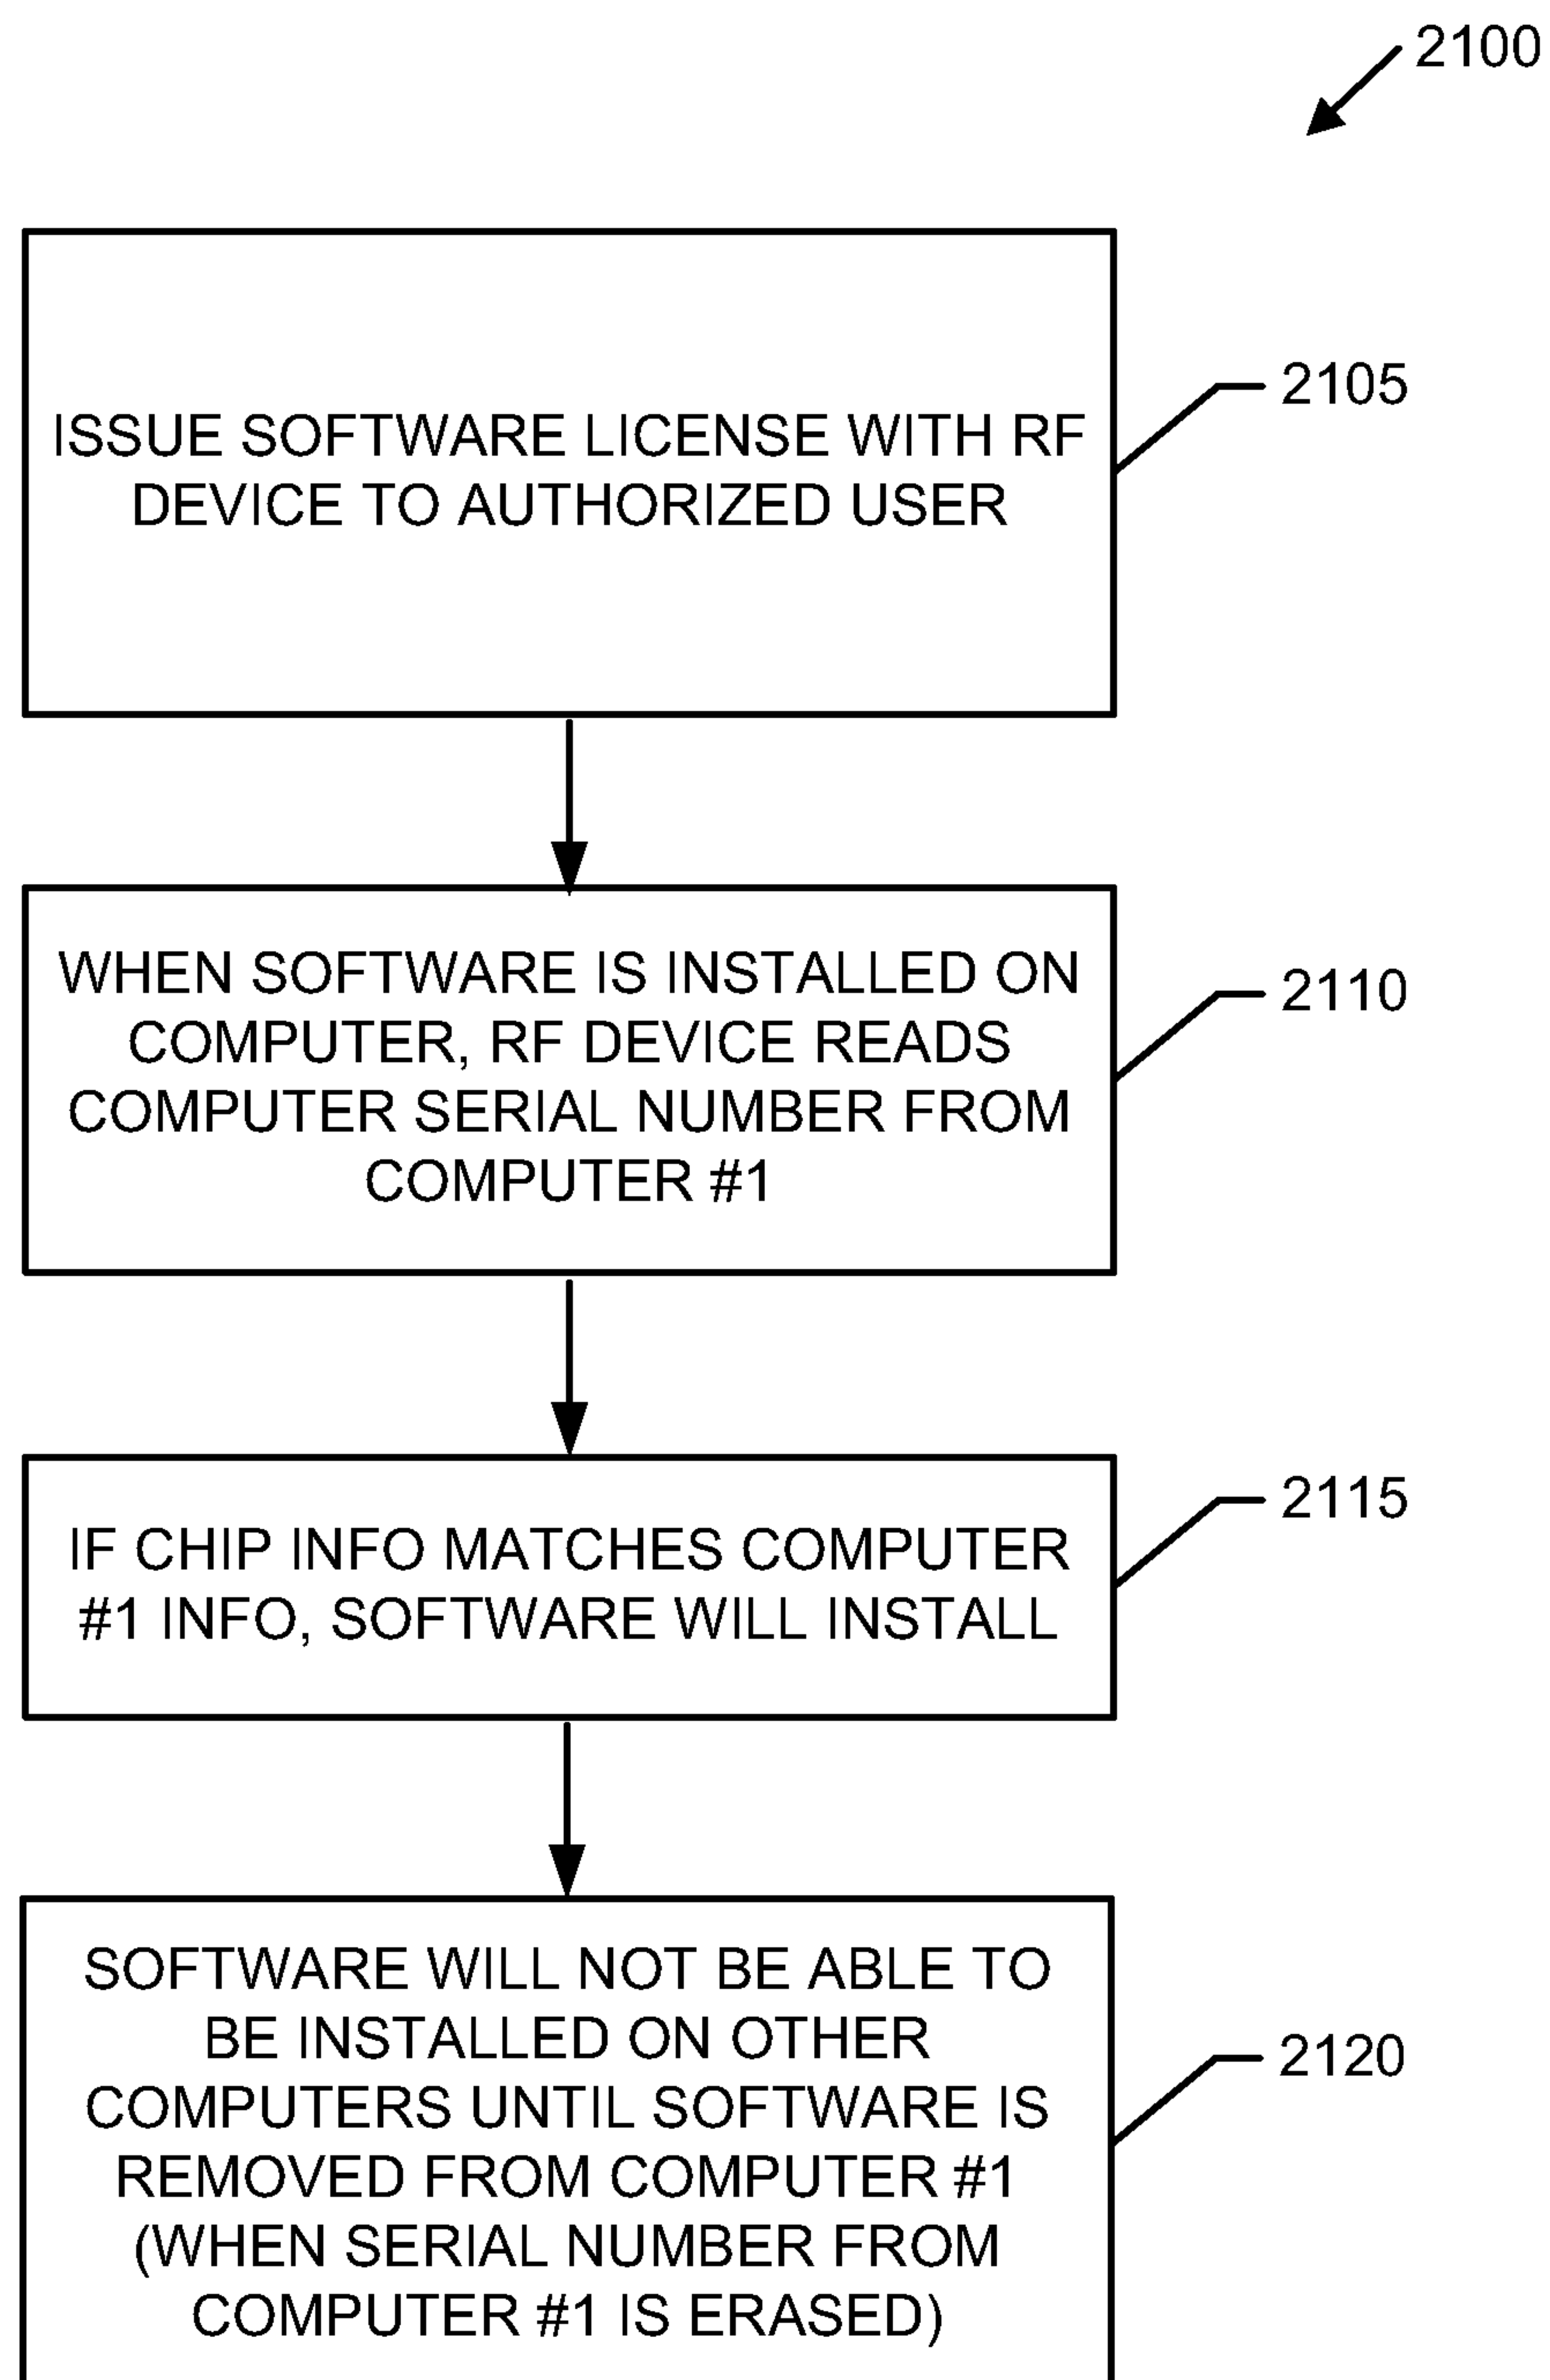 2100
ISSUE SOFTWARE LICENSE WITH RF
DEVICE TO AUTHORIZED USER
2105
WHEN SOFTWARE IS INSTALLED ON
COMPUTER, RF DEVICE READS
COMPUTER SERIAL NUMBER FROM
COMPUTER #1
2110
IF CHIP INFO MATCHES COMPUTER
#1 INFO, SOFTWARE WILL INSTALL
2115
SOFTWARE WILL NOT BE ABLE TO
BE INSTALLED ON OTHER
COMPUTERS UNTIL SOFTWARE IS
REMOVED FROM COMPUTER #1
(WHEN SERIAL NUMBER FROM
COMPUTER #1 IS ERASED)
2120